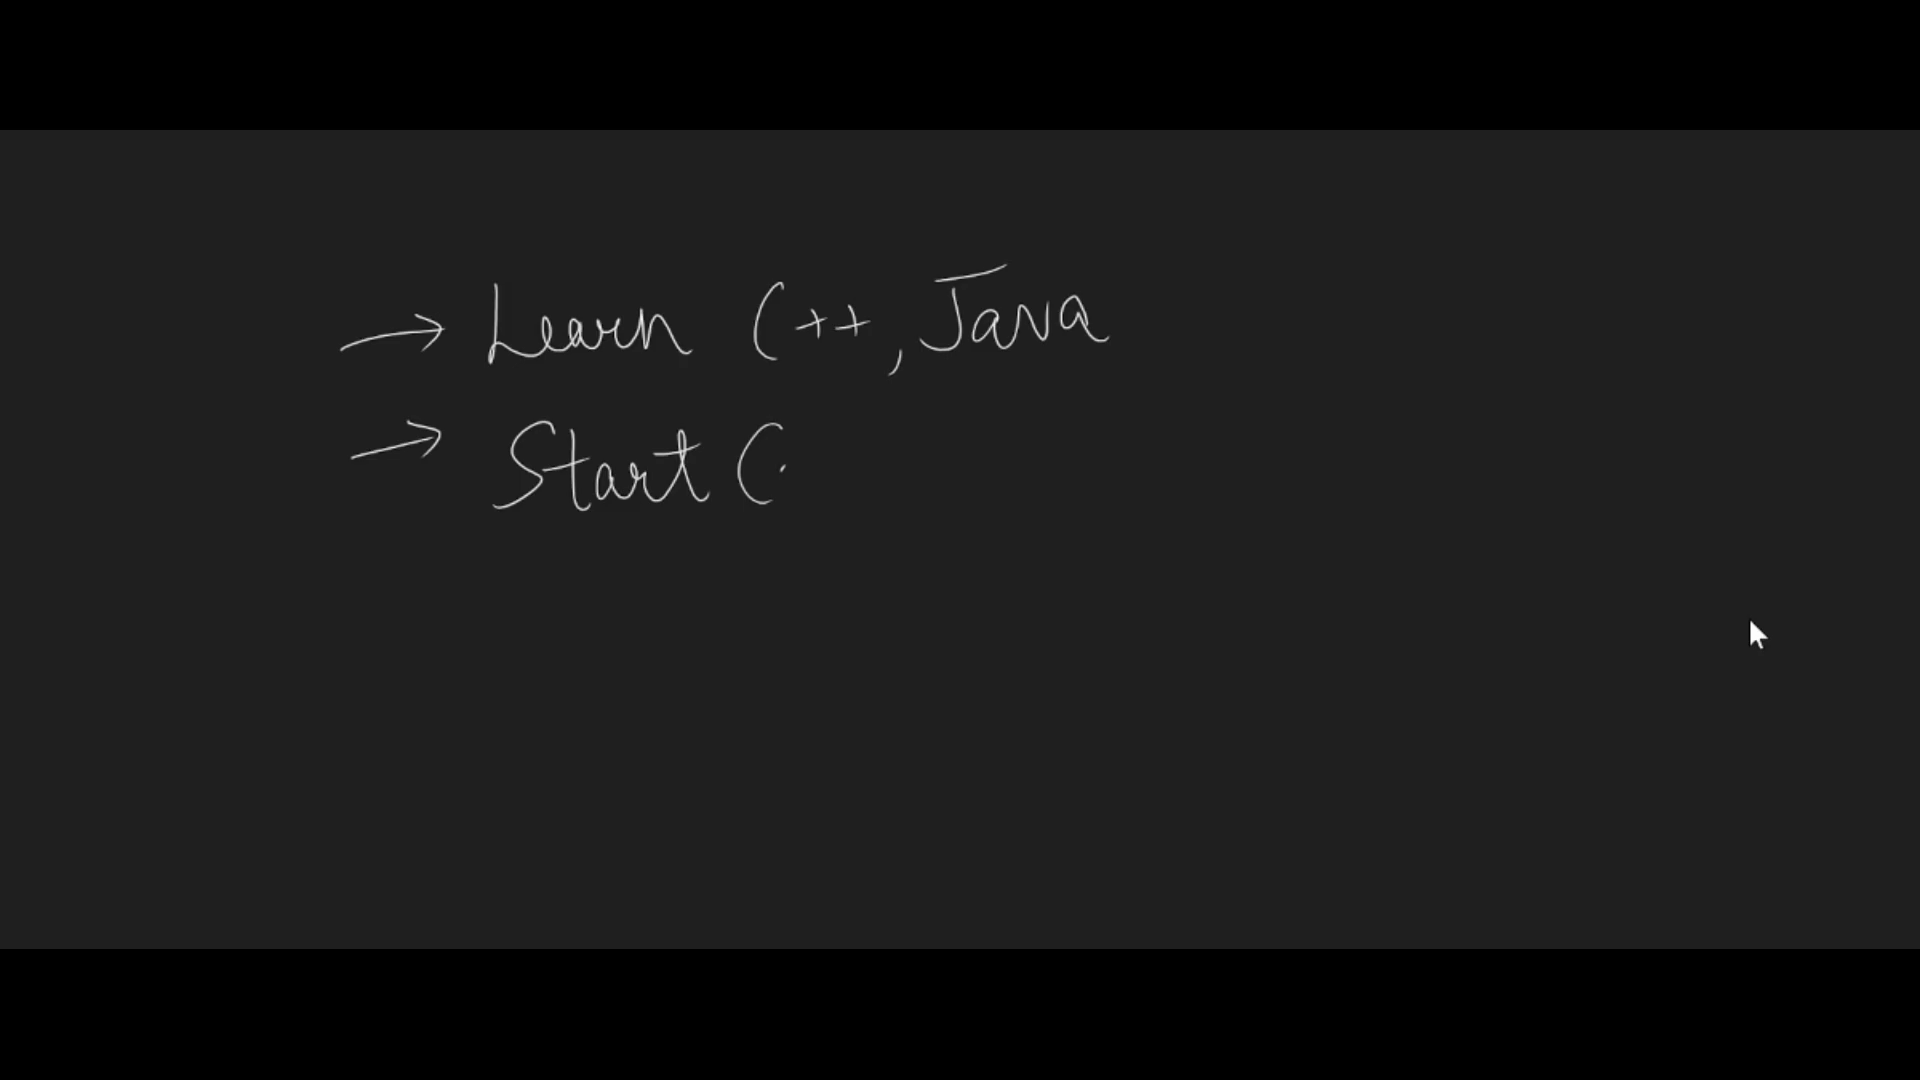 → Learn C++, Java
→ Start C